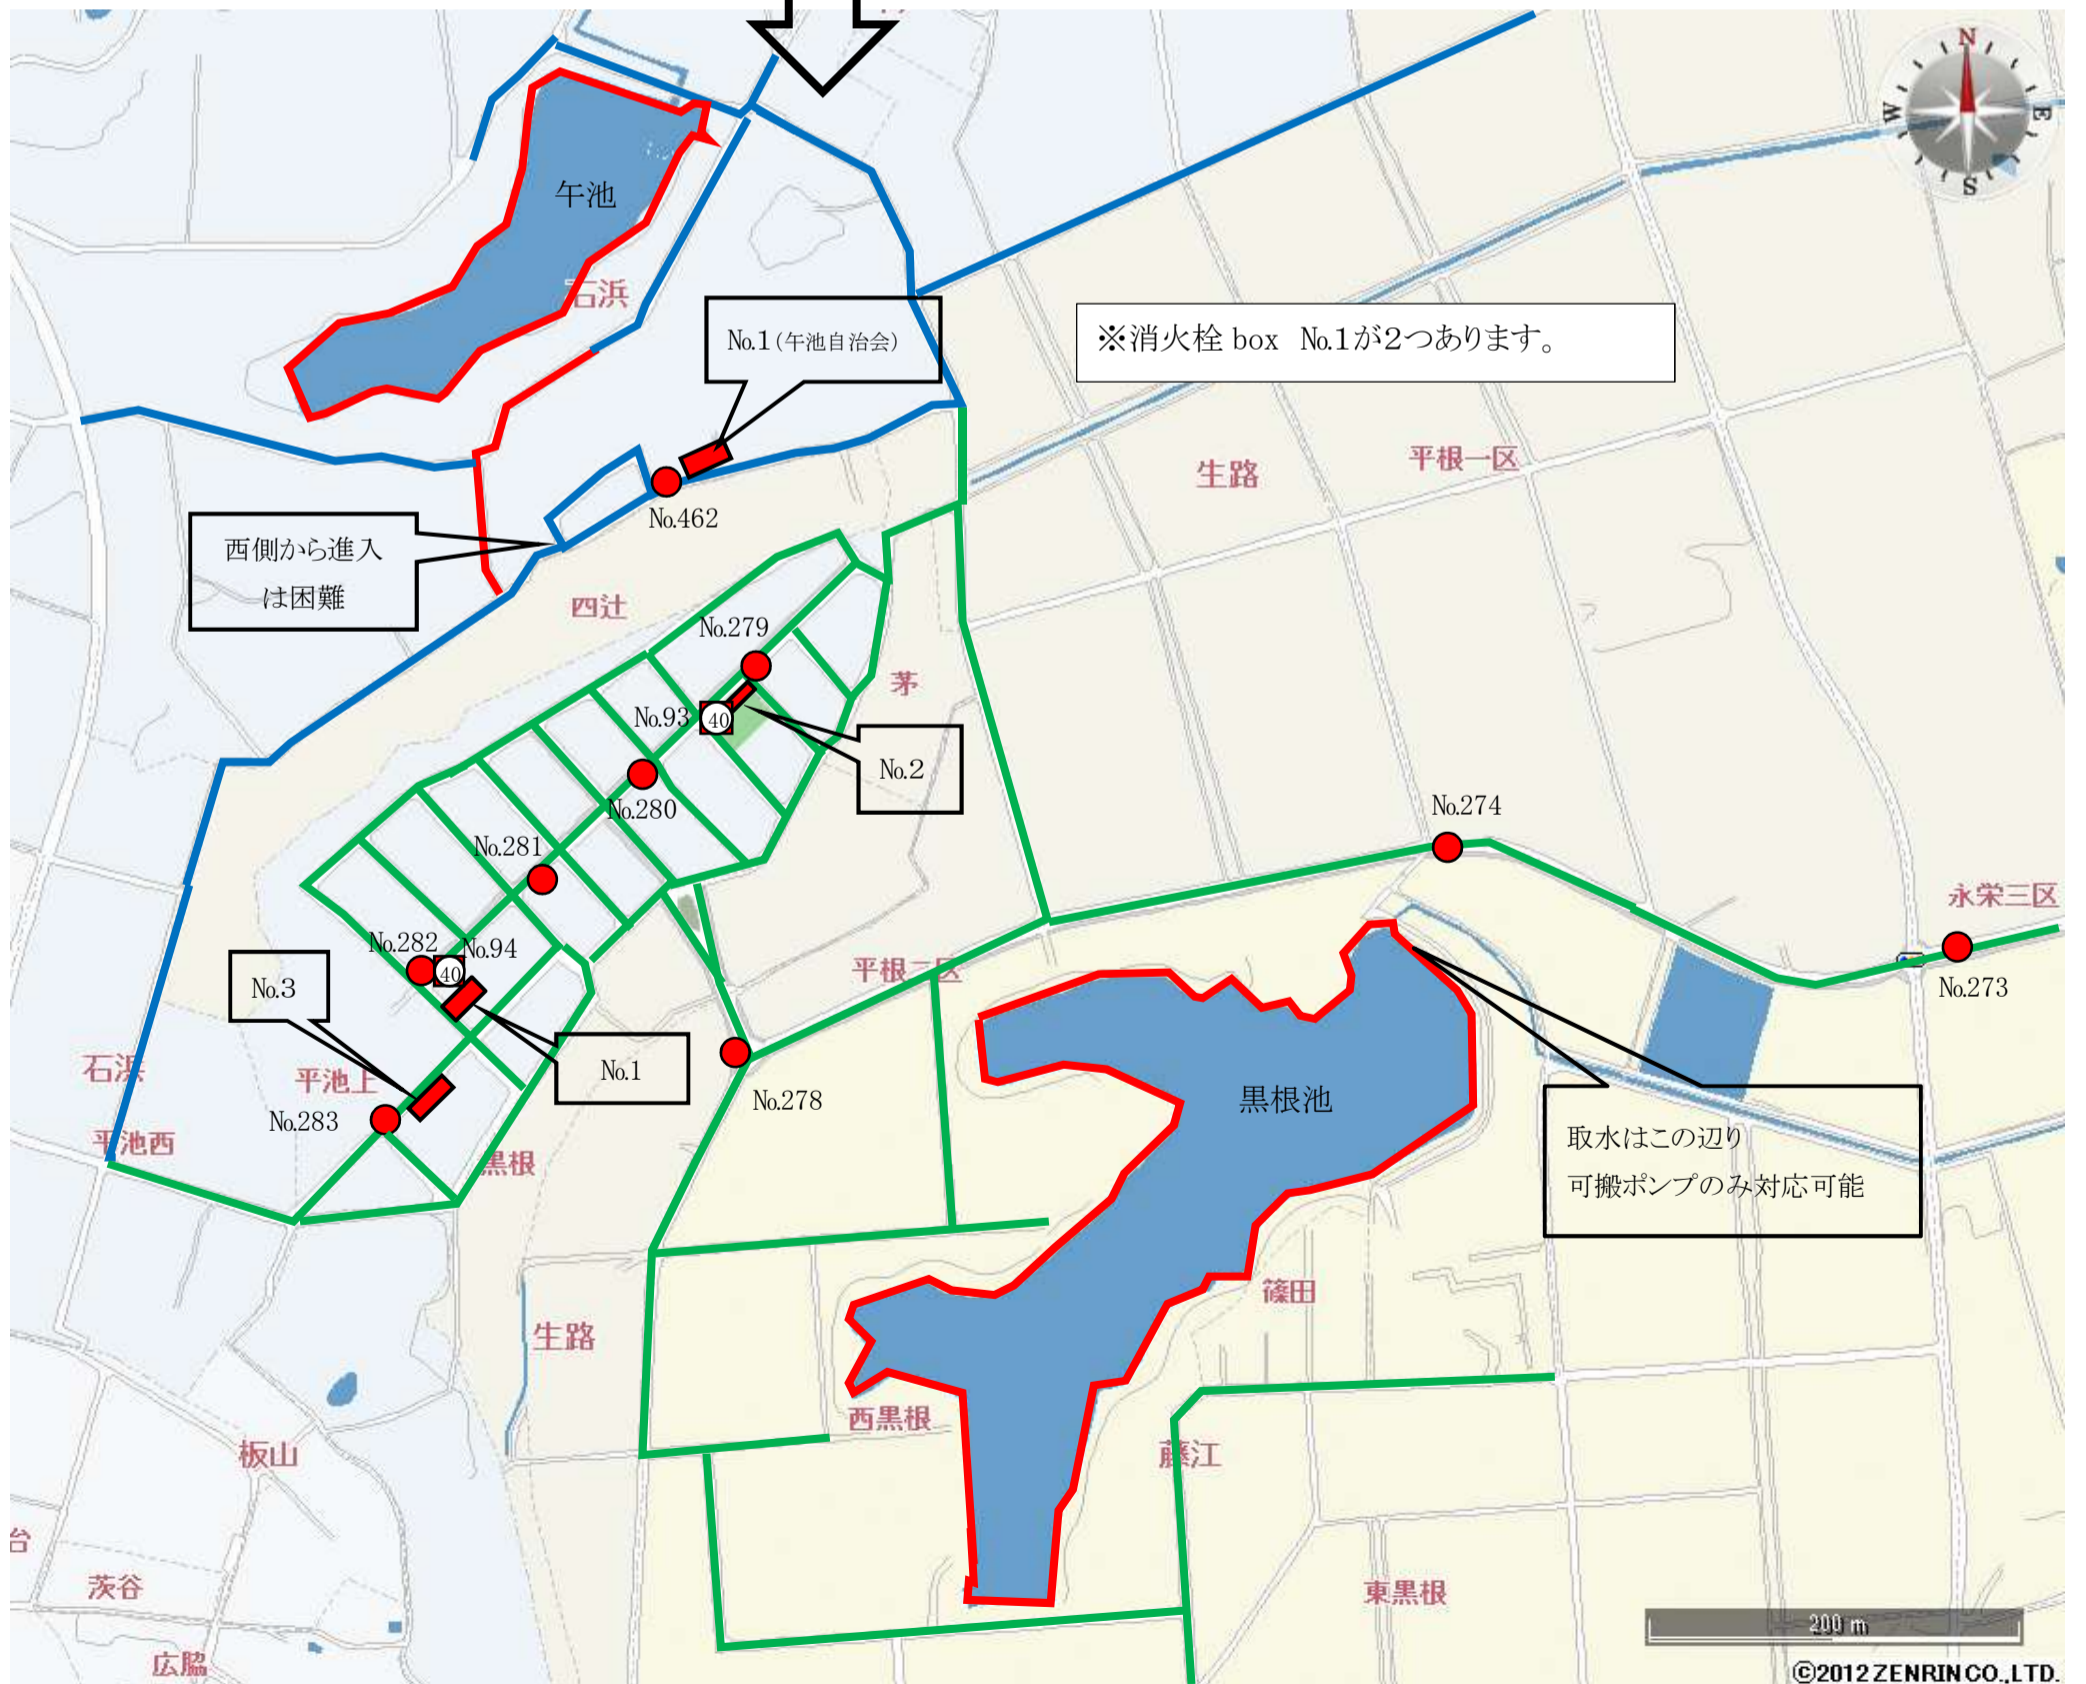 N
W
E
S
午池
石浜
No.1（午池自治会）
※消火栓 box No.1が2つあります。
生路
平根一区
No.462
西側から進入
は困難
四辻
No.279
茅
No.93
40
No.2
No.280
No.274
No.281
永栄三区
No.282
No.94
40
平根二区
No.3
No.273
石浜
平池上
No.1
No.278
黒根池
No.283
平池西
黒根
取水はこの辺り
可搬ポンプのみ対応可能
篠田
生路
西黒根
板山
藤江
台
茨谷
東黒根
200 m
広脇
©2012 ZENRIN CO.,LTD.